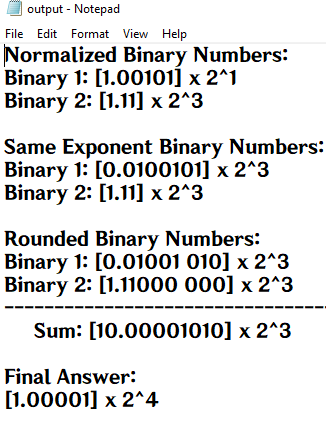 output - Notepad
File Edit Format View Help
Normalized Binary Numbers:
Binary 1: [1.00101] x 2^1
Binary 2: [1.11] x 2^3
Same Exponent Binary Numbers:
Binary 1: [0.0100101] x 2^3
Binary 2: [1.11] x 2^3
Rounded Binary Numbers:
Binary 1: [0.01001 010] x 2^3
Binary 2: [1.11000 000] x 2^3
------------------------------------
Sum: [10.00001010] x 2^3
Final Answer:
[1.00001] x 2^4